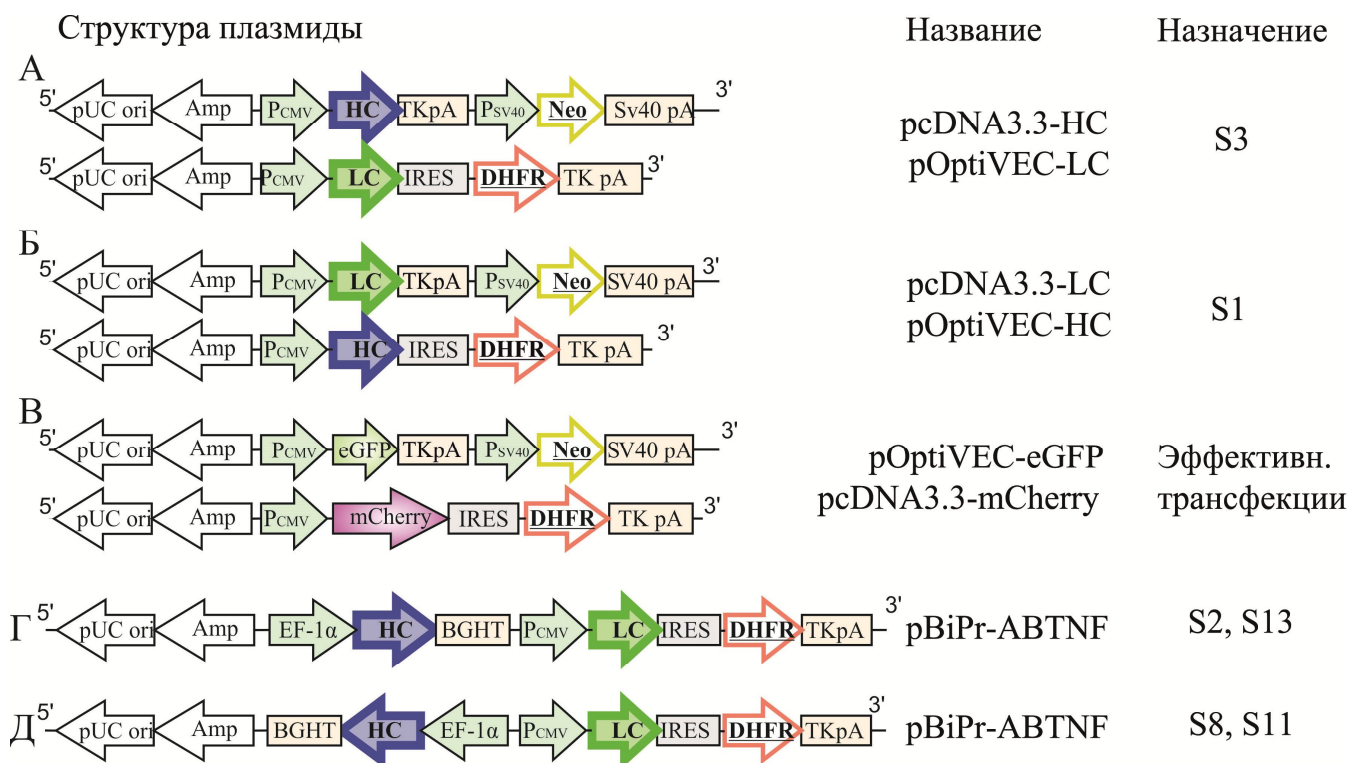 Структура плазмиды Название Назначение
А 5' pUC ori Amp PCMV HC TKpA PSV40 Neo Sv40 pA 3'
pcDNA3.3-HC
S3
5' pUC ori Amp PCMV LC IRES DHFR TK pA 3'
pOptiVEC-LC
Б 5' pUC ori Amp PCMV LC TKpA PSV40 Neo SV40 pA 3'
pcDNA3.3-LC
S1
5' pUC ori Amp PCMV HC IRES DHFR TK pA 3'
pOptiVEC-HC
В 5' pUC ori Amp PCMV eGFP TKpA PSV40 Neo SV40 pA 3'
pOptiVEC-eGFP Эффективн.
5' pUC ori Amp PCMV mCherry IRES DHFR TK pA 3'
pcDNA3.3-mCherry трансфекции
Г 5' pUC ori Amp EF-1α HC BGHT PCMV LC IRES DHFR TKpA 3' pBiPr-ABTNF S2, S13
Д 5' pUC ori Amp BGHT HC EF-1α PCMV LC IRES DHFR TKpA 3' pBiPr-ABTNF S8, S11